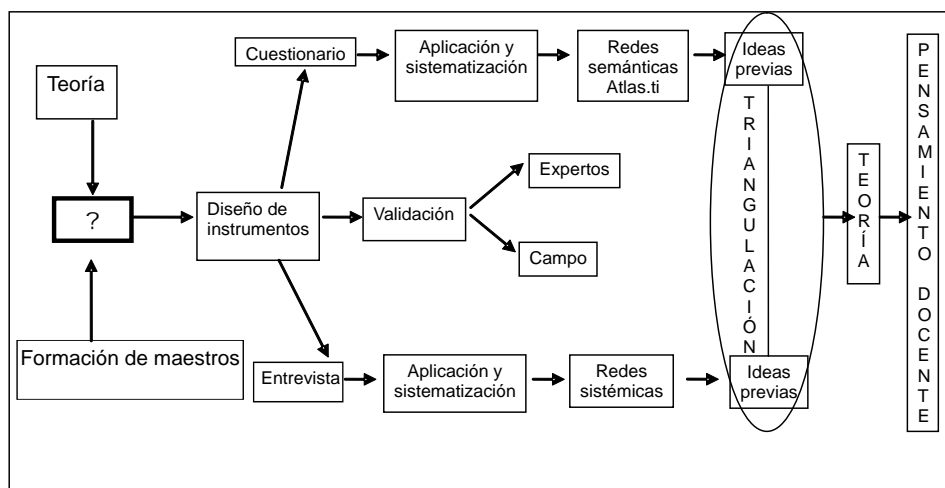 Teoría
?
Formación de maestros
Diseño de
instrumentos
Cuestionario
Aplicación y
sistematización
Redes
semánticas
Atlas.ti
Ideas
previas
Validación
Expertos
Campo
Entrevista
Aplicación y
sistematización
Redes
sistémicas
Ideas
previas
TRIANGULACIÓN
TEORÍA
PENSAMIENTO DOCENTE